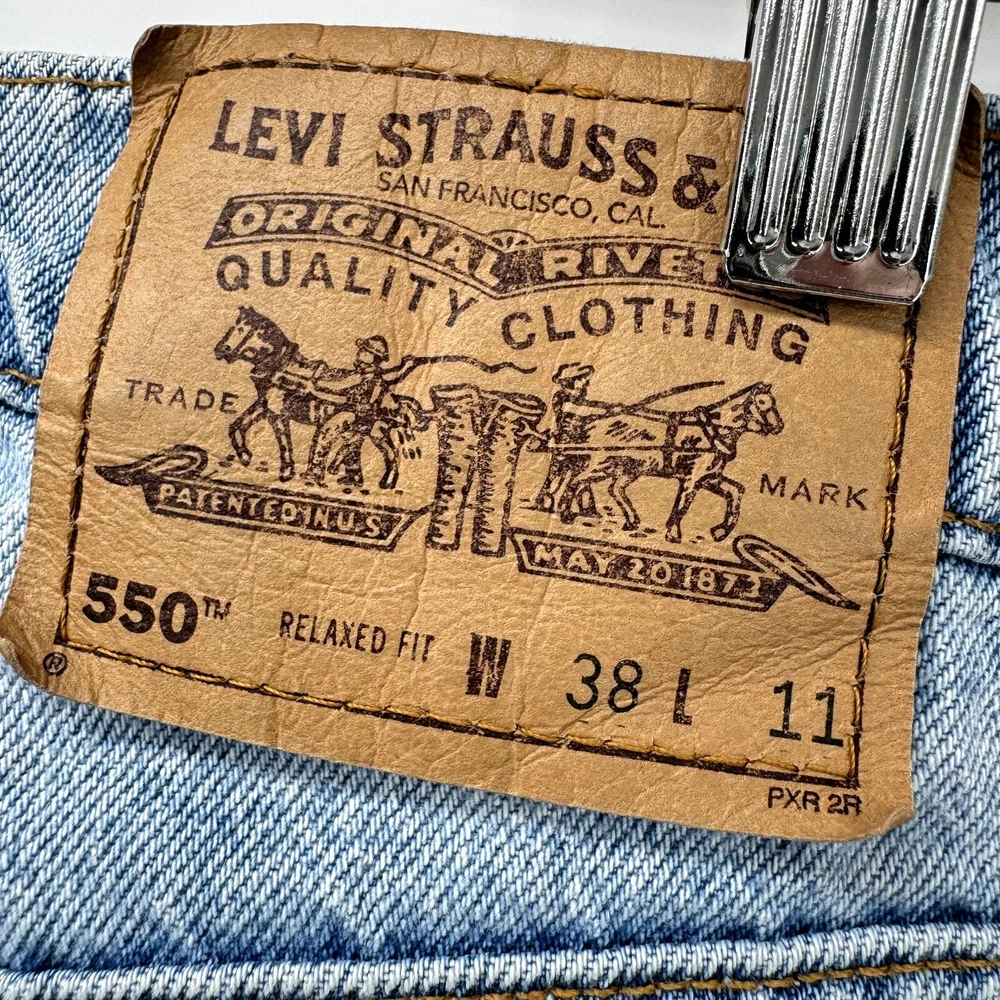 LEVI STRAUSS &
SAN FRANCISCO, CAL.
ORIGINAL RIVET
QUALITY CLOTHING
TRADE MARK
PATENTED IN U.S
MAY 20 1873
550™ RELAXED FIT W 38 L 11
®
PXR 2R